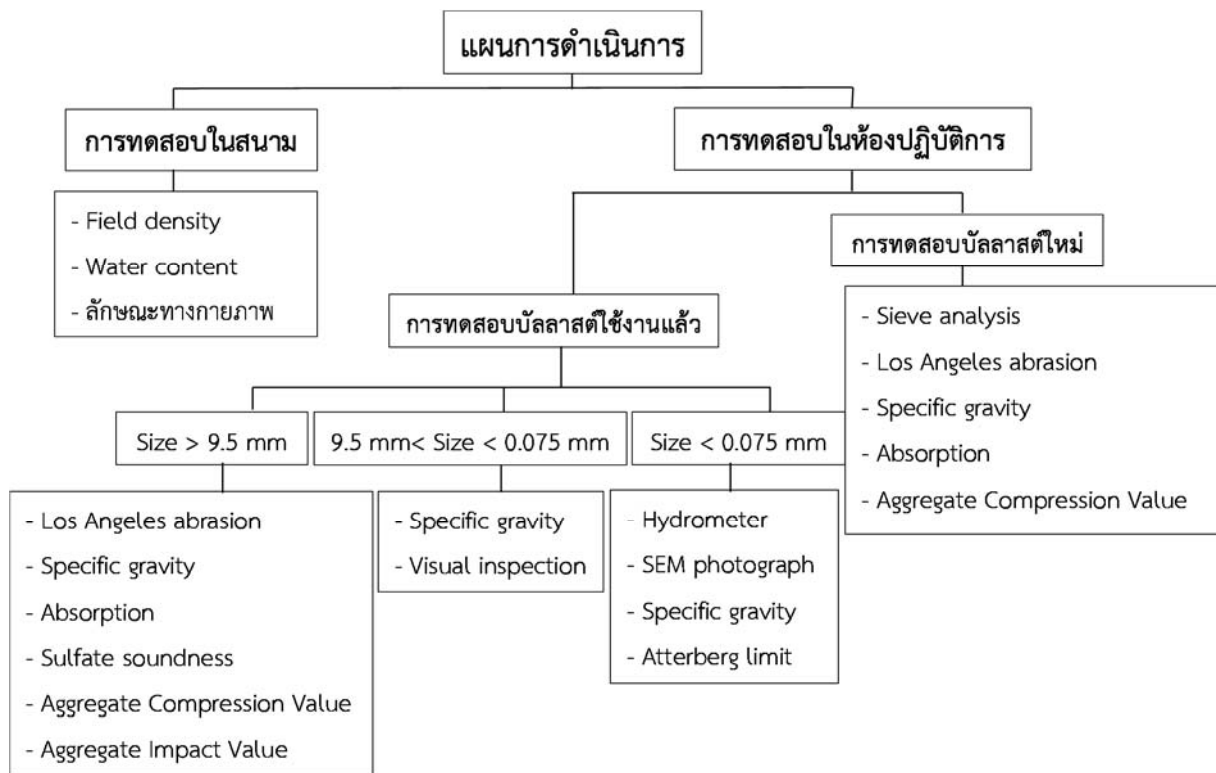 แผนการดำเนินการ
การทดสอบในสนาม
- Field density
- Water content
- ลักษณะทางกายภาพ
การทดสอบในห้องปฏิบัติการ
การทดสอบบัลลาสต์ใช้งานแล้ว
Size > 9.5 mm
- Los Angeles abrasion
- Specific gravity
- Absorption
- Sulfate soundness
- Aggregate Compression Value
- Aggregate Impact Value
9.5 mm< Size < 0.075 mm
- Specific gravity
- Visual inspection
Size < 0.075 mm
- Hydrometer
- SEM photograph
- Specific gravity
- Atterberg limit
การทดสอบบัลลาสต์ใหม่
- Sieve analysis
- Los Angeles abrasion
- Specific gravity
- Absorption
- Aggregate Compression Value